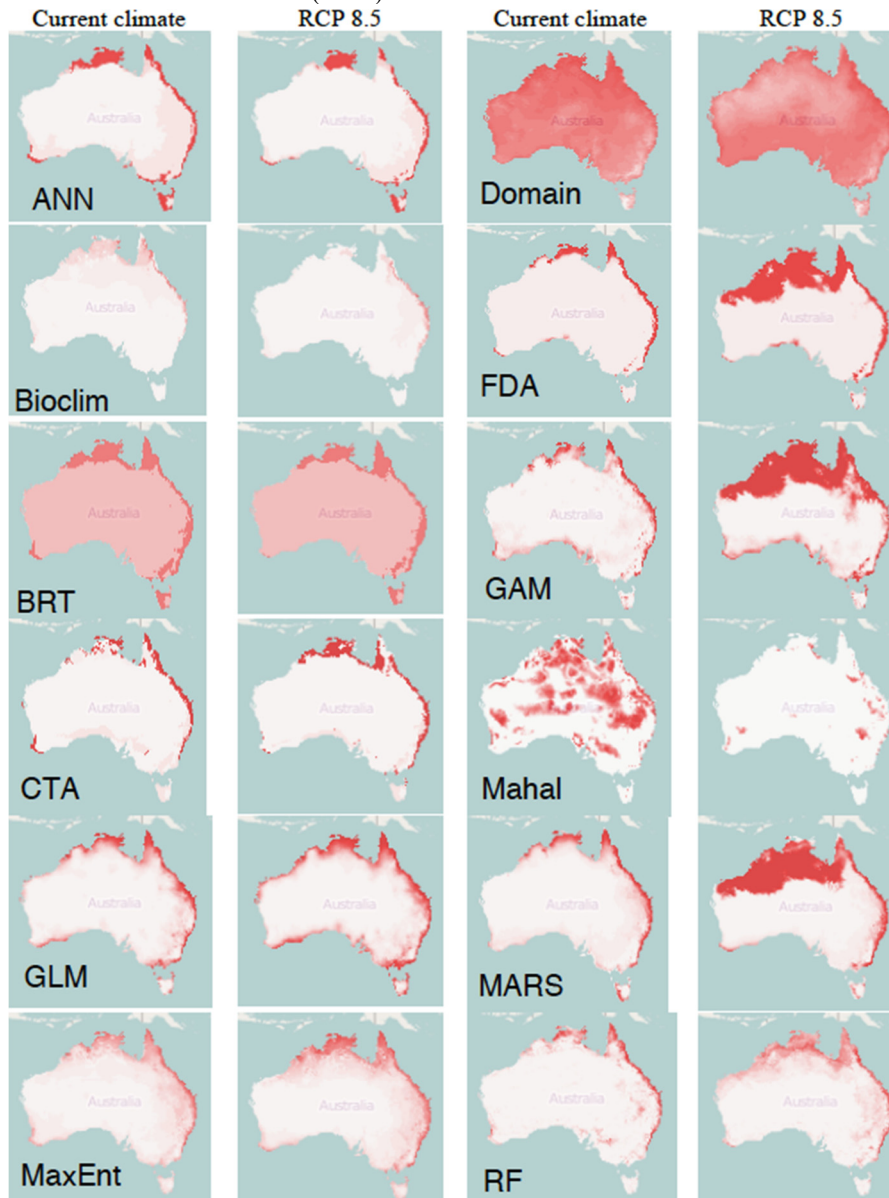 Current climate RCP 8.5 Current climate RCP 8.5
Australia Australia Australia Australia
ANN Domain
Australia Australia Australia Australia
Bioclim FDA
Australia Australia Australia Australia
BRT GAM
Australia Australia Australia
CTA Mahal
Australia Australia Australia Australia
GLM MARS
Australia Australia Australia Australia
MaxEnt RF